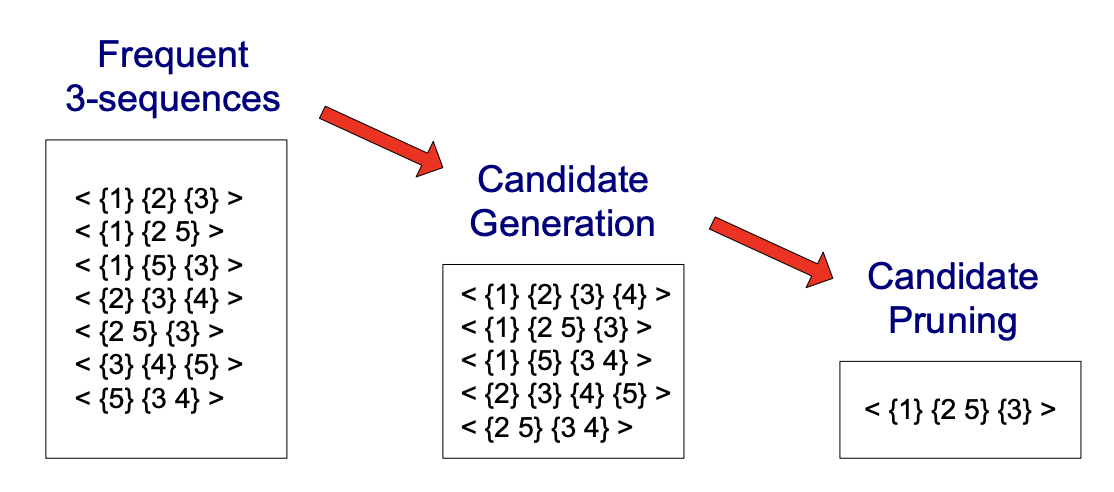 Frequent
3-sequences
< {1} {2} {3} >
< {1} {2 5} >
< {1} {5} {3} >
< {2} {3} {4} >
< {2 5} {3} >
< {3} {4} {5} >
< {5} {3 4} >
Candidate
Generation
< {1} {2} {3} {4} >
< {1} {2 5} {3} >
< {1} {5} {3 4} >
< {2} {3} {4} {5} >
< {2 5} {3 4} >
Candidate
Pruning
< {1} {2 5} {3} >